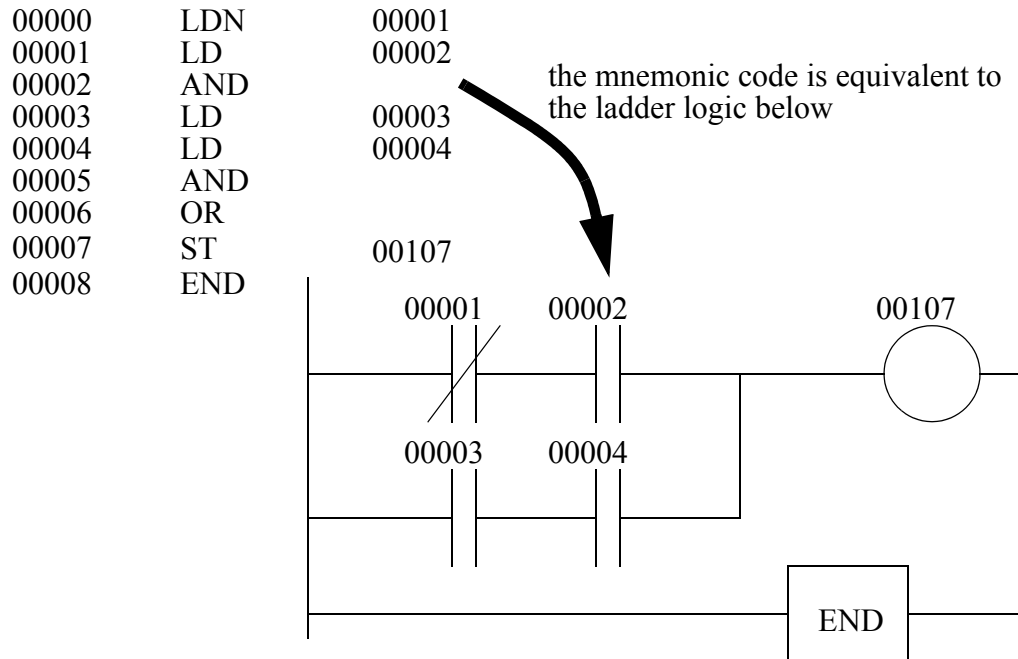 00000 LDN 00001
00001 LD 00002
00002 AND
00003 LD 00003
00004 LD 00004
00005 AND
00006 OR
00007 ST 00107
00008 END
the mnemonic code is equivalent to
the ladder logic below
00001 00002 00107
00003 00004
END